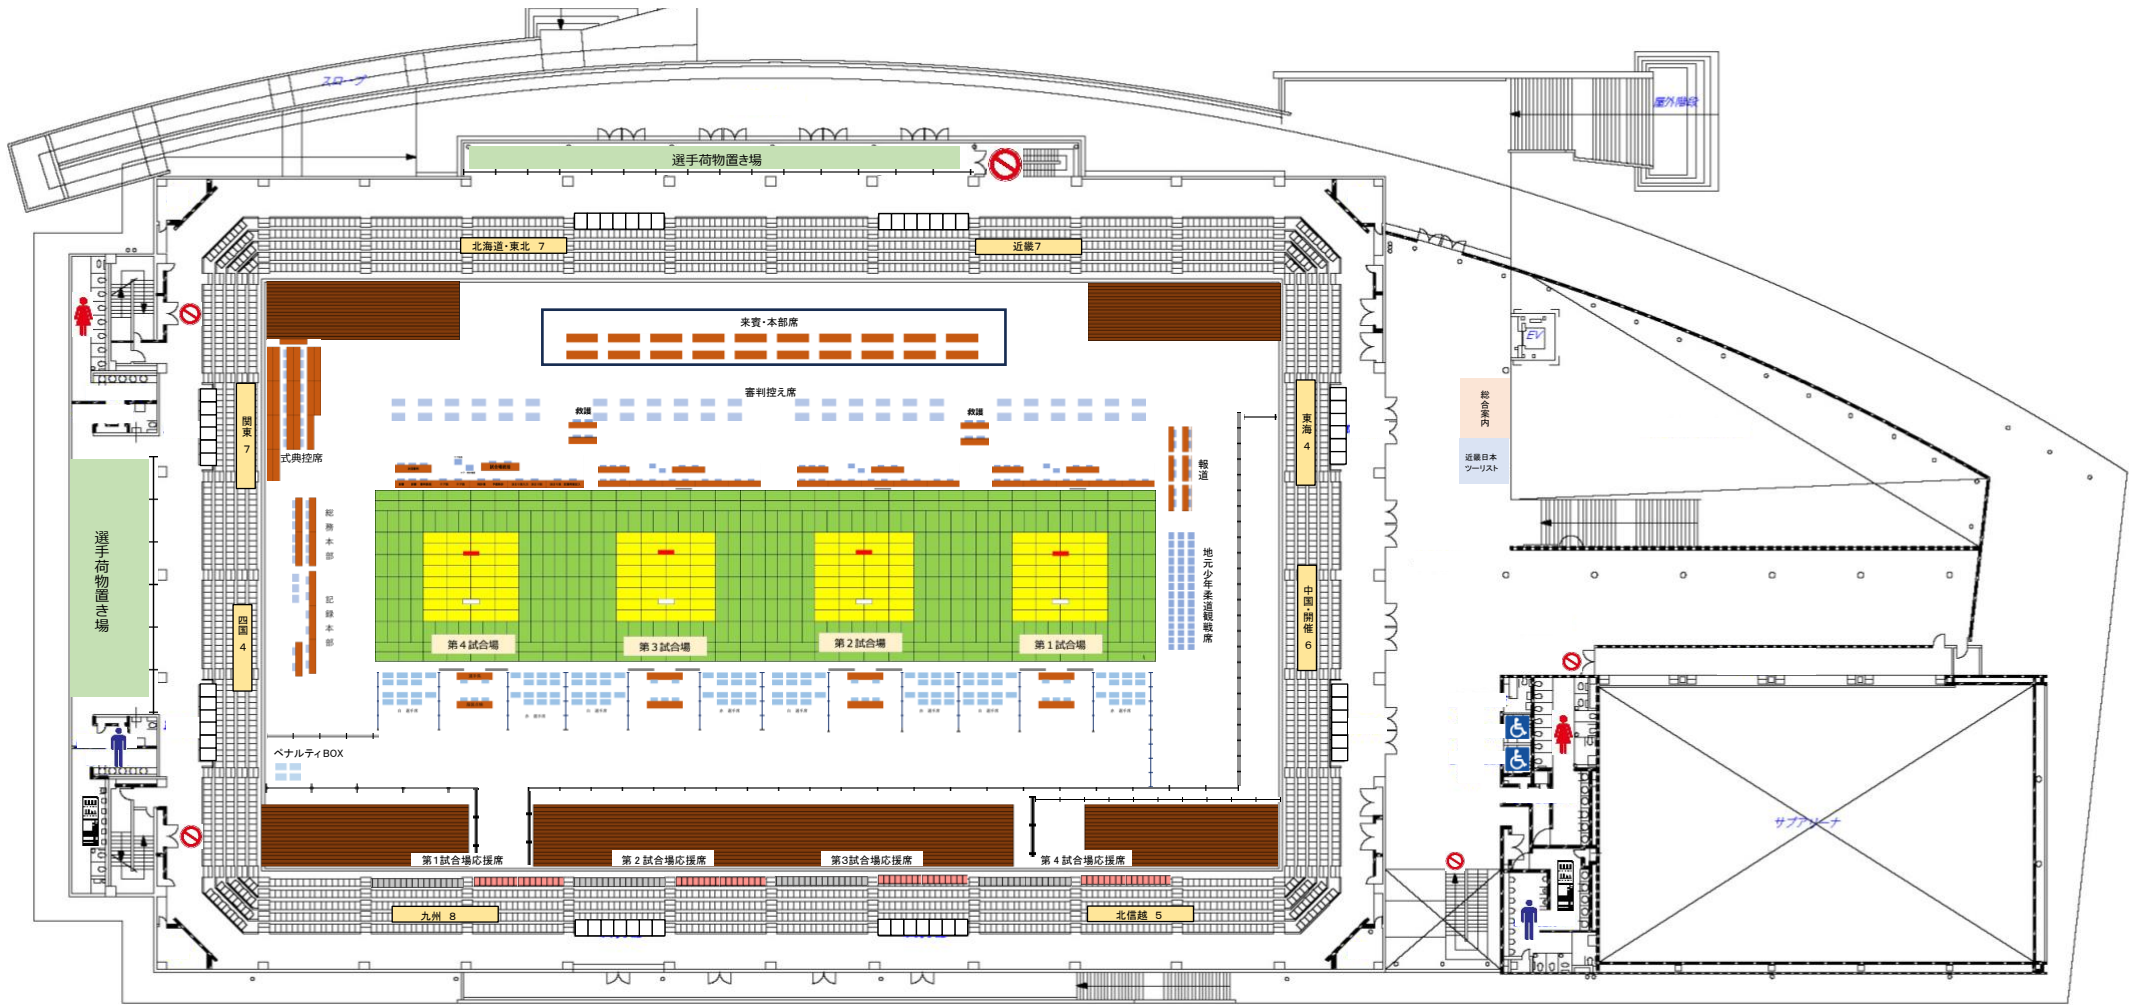 スロープ
屋外階段
選手荷物置き場
北海道・東北 7
近畿7
来賓・本部席
EV
審判控え席
救護
救護
総合案内
近畿日本
ツーリスト
関東 7
東海 4
式典控席
報道
総務本部
選手荷物置き場
地元少年柔道観戦席
四国 4
中国・開催 6
記録本部
第4試合場
第3試合場
第2試合場
第1試合場
ペナルティBOX
サブアリーナ
第1試合場応援席
第2試合場応援席
第3試合場応援席
第4試合場応援席
九州 8
北信越 5